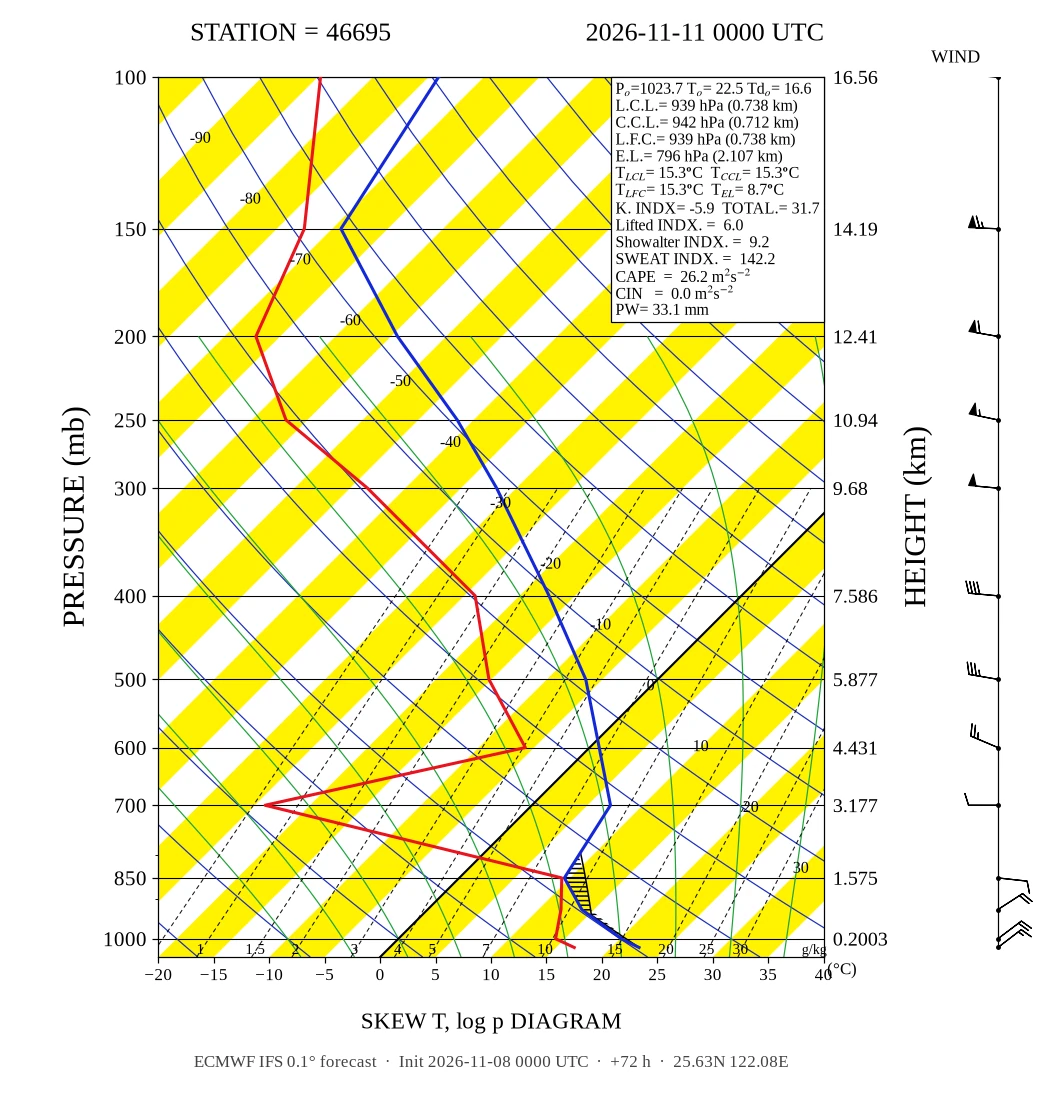 STATION = 46695 2026-11-11 0000 UTC
WIND
100 16.56
Po=1023.7 To= 22.5 Tdo= 16.6
L.C.L.= 939 hPa (0.738 km)
C.C.L.= 942 hPa (0.712 km)
L.F.C.= 939 hPa (0.738 km)
E.L.= 796 hPa (2.107 km)
TLCL= 15.3°C TCCL= 15.3°C
TLFC= 15.3°C TEL= 8.7°C
K. INDX= -5.9 TOTAL.= 31.7
Lifted INDX. = 6.0
Showalter INDX. = 9.2
SWEAT INDX. = 142.2
CAPE = 26.2 m²s⁻²
CIN = 0.0 m²s⁻²
PW= 33.1 mm
-90
-80
150 14.19
-70
-60
200 12.41
-50
250 10.94
-40
300 9.68
-30
PRESSURE (mb)
HEIGHT (km)
-20
400 7.586
-10
500 5.877
0
600 4.431
10
700 3.177
20
30
850 1.575
1000 0.2003
1 1.5 2 3 4 5 7 10 15 20 25 30 g/kg
−20 −15 −10 −5 0 5 10 15 20 25 30 35 40 (°C)
SKEW T, log p DIAGRAM
ECMWF IFS 0.1° forecast · Init 2026-11-08 0000 UTC · +72 h · 25.63N 122.08E